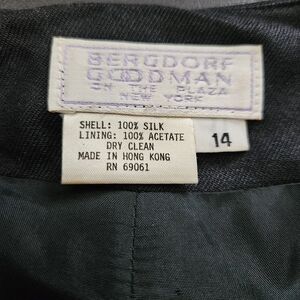 BERGDORF
GOODMAN
ON THE PLAZA
NEW YORK
SHELL: 100% SILK
LINING: 100% ACETATE
DRY CLEAN
MADE IN HONG KONG
RN 69061
14